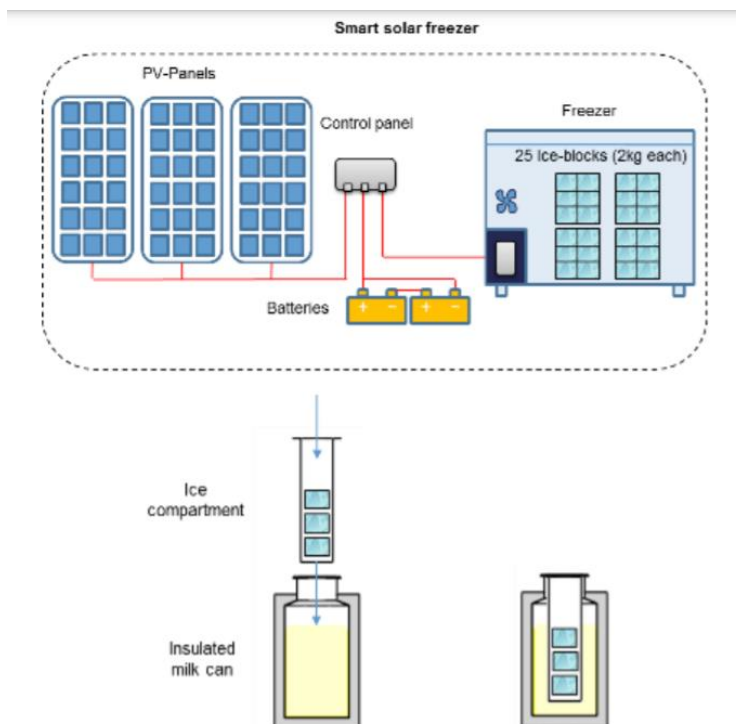 Smart solar freezer
PV-Panels
Control panel
Freezer
25 Ice-blocks (2kg each)
Batteries
+ - + -
Ice
compartment
Insulated
milk can